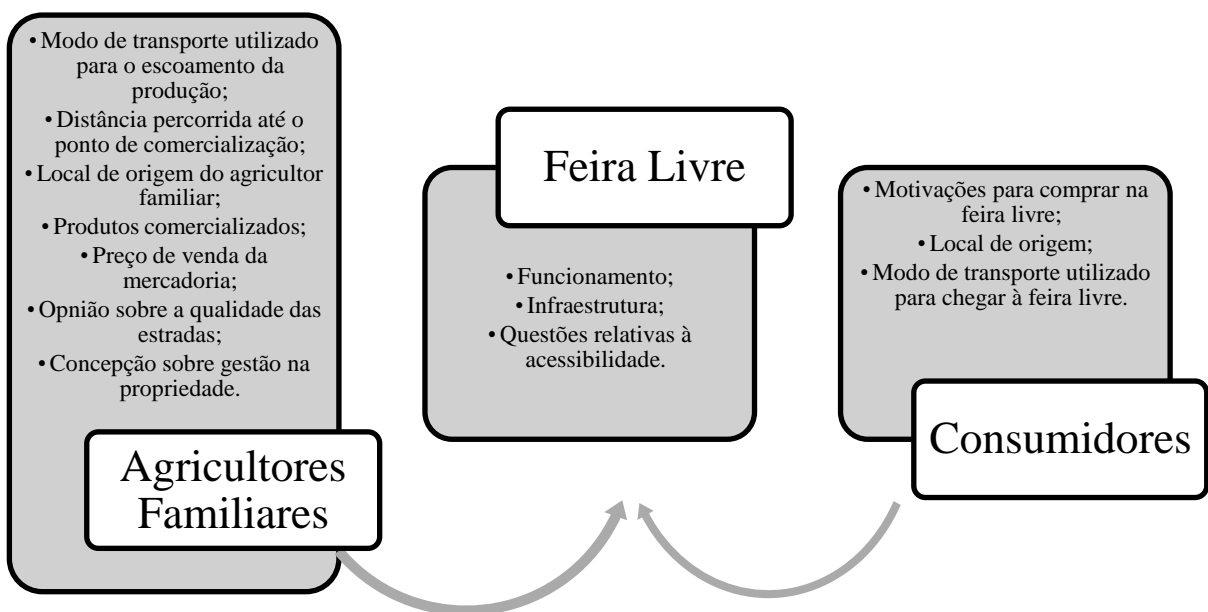 • Modo de transporte utilizado
para o escoamento da
produção;
• Distância percorrida até o
ponto de comercialização;
• Local de origem do agricultor
familiar;
• Produtos comercializados;
• Preço de venda da
mercadoria;
• Opnião sobre a qualidade das
estradas;
• Concepção sobre gestão na
propriedade.
Agricultores
Familiares
Feira Livre
• Funcionamento;
• Infraestrutura;
• Questões relativas à
acessibilidade.
• Motivações para comprar na
feira livre;
• Local de origem;
• Modo de transporte utilizado
para chegar à feira livre.
Consumidores